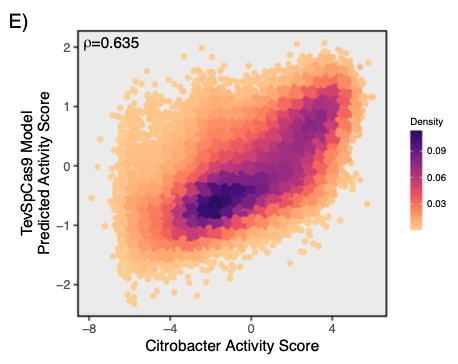 E)
ρ=0.635
2
1
0
−1
−2
TevSpCas9 Model
Predicted Activity Score
−8
−4
0
4
Citrobacter Activity Score
Density
0.09
0.06
0.03